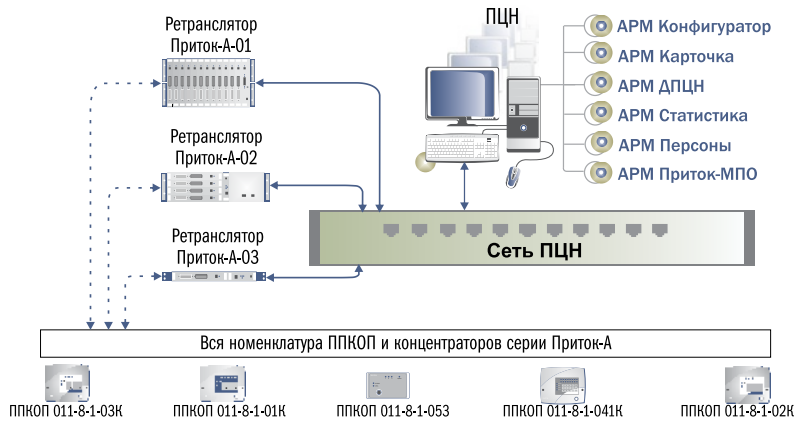 Ретранслятор
Приток-А-01
ПЦН
АРМ Конфигуратор
АРМ Карточка
АРМ ДПЦН
АРМ Статистика
АРМ Персоны
АРМ Приток-МПО
Ретранслятор
Приток-А-02
Ретранслятор
Приток-А-03
Сеть ПЦН
Вся номенклатура ППКОП и концентраторов серии Приток-А
ППКОП 011-8-1-03К
ППКОП 011-8-1-01К
ППКОП 011-8-1-053
ППКОП 011-8-1-041К
ППКОП 011-8-1-02К